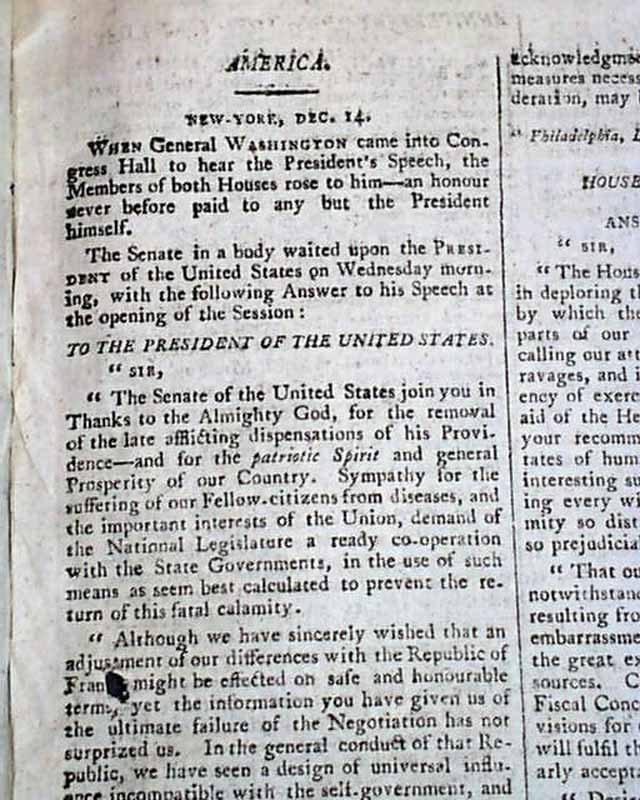 AMERICA.
NEW-YORK, DEC. 14.
WHEN General WASHINGTON came into Con-
gress Hall to hear the President's Speech, the
Members of both Houses rose to him—an honour
never before paid to any but the President
himself.
The Senate in a body waited upon the PRESI-
DENT of the United States on Wednesday morn-
ing, with the following Answer to his Speech at
the opening of the Session:
TO THE PRESIDENT OF THE UNITED STATES.
" SIR,
" The Senate of the United States join you in
Thanks to the Almighty God, for the removal
of the late afflicting dispensations of his Provi-
dence—and for the patriotic Spirit and general
Prosperity of our Country. Sympathy for the
suffering of our Fellow-citizens from diseases, and
the important interests of the Union, demand of
the National Legislature a ready co-operation
with the State Governments, in the use of such
means as seem best calculated to prevent the re-
turn of this fatal calamity.
" Although we have sincerely wished that an
adjustment of our differences with the Republic of
Fran might be effected on safe and honourable
terms, yet the information you have given us of
the ultimate failure of the Negotiation has not
surprized us. In the general conduct of that Re-
public, we have seen a design of universal influ-
ence incompatible with the self-government, and
acknowledgme
measures necess
deration, may
" Philadelphia,
HOUSE
ANS
" SIR,
" The Hous
in deploring th
by which the
parts of our
calling our att
ravages, and i
ency of exerc
aid of the He
your recomm
tates of hum
interesting su
ing every wi
mity so dist
so prejudicia
" That ou
notwithstand
resulting fro
embarrassme
the great ex
sources. C
Fiscal Conc
visions for
will fulfil th
arly accept